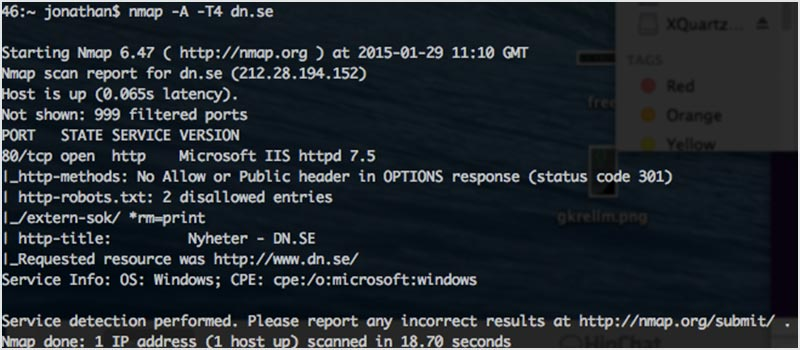 46:~ jonathan$ nmap -A -T4 dn.se
Starting Nmap 6.47 ( http://nmap.org ) at 2015-01-29 11:10 GMT
Nmap scan report for dn.se (212.28.194.152)
Host is up (0.065s latency).
Not shown: 999 filtered ports
PORT   STATE SERVICE VERSION
80/tcp open  http    Microsoft IIS httpd 7.5
|_http-methods: No Allow or Public header in OPTIONS response (status code 301)
| http-robots.txt: 2 disallowed entries
|_/extern-sok/ *rm=print
| http-title:         Nyheter - DN.SE
|_Requested resource was http://www.dn.se/
Service Info: OS: Windows; CPE: cpe:/o:microsoft:windows
Service detection performed. Please report any incorrect results at http://nmap.org/submit/ .
Nmap done: 1 IP address (1 host up) scanned in 18.70 seconds
XQuartz...
TAGS
Red
Orange
Yellow
free
gkrellm.png
HipChat